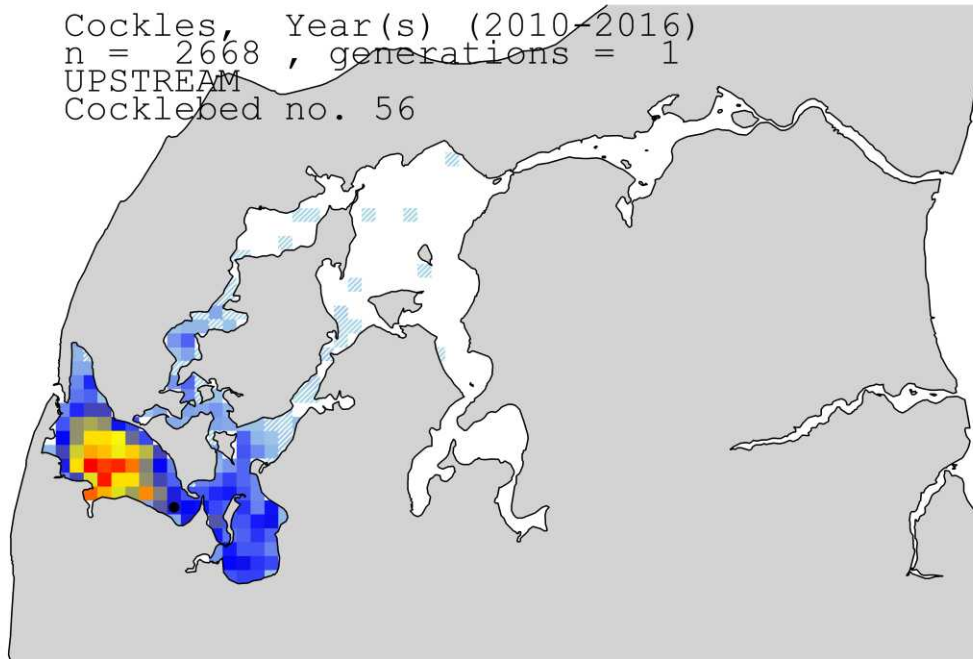 Cockles, Year(s) (2010-2016)
n = 2668 , generations = 1
UPSTREAM
Cocklebed no. 56